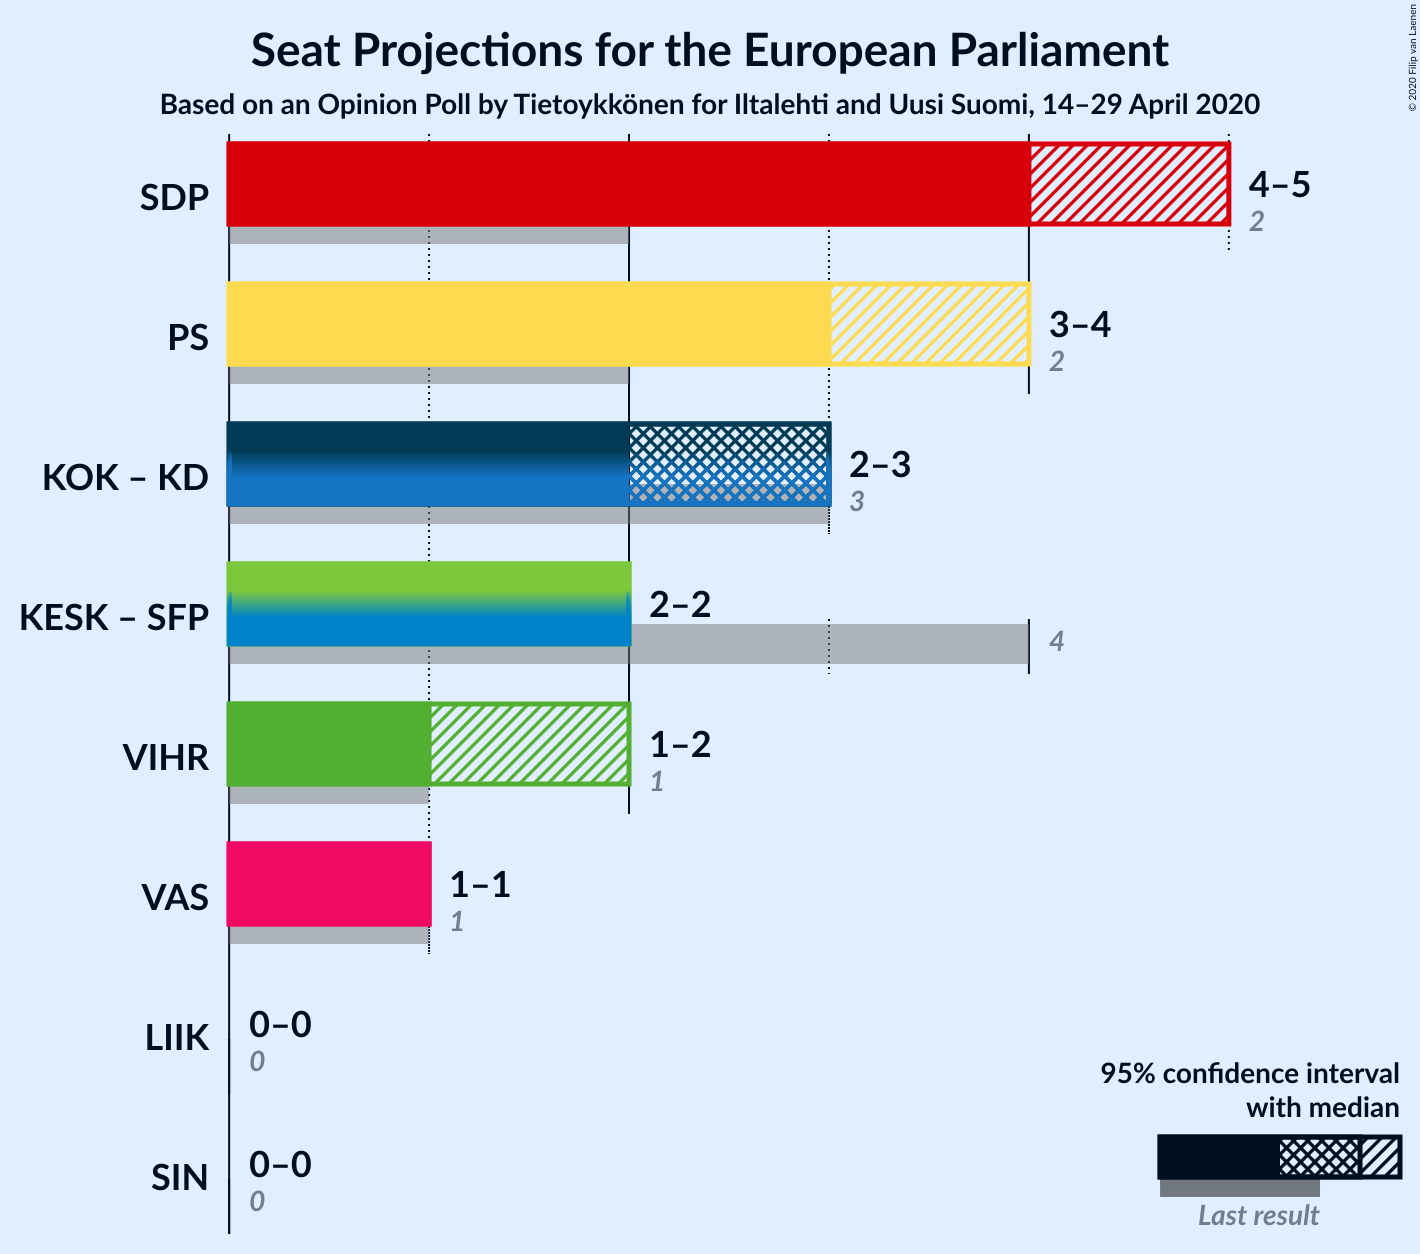 Seat Projections for the European Parliament
Based on an Opinion Poll by Tietoykkönen for Iltalehti and Uusi Suomi, 14–29 April 2020
© 2020 Filip van Laenen
SDP
4–5
2
PS
3–4
2
KOK – KD
2–3
3
KESK – SFP
2–2
4
VIHR
1–2
1
VAS
1–1
1
LIIK
0–0
0
SIN
0–0
0
95% confidence interval
with median
Last result